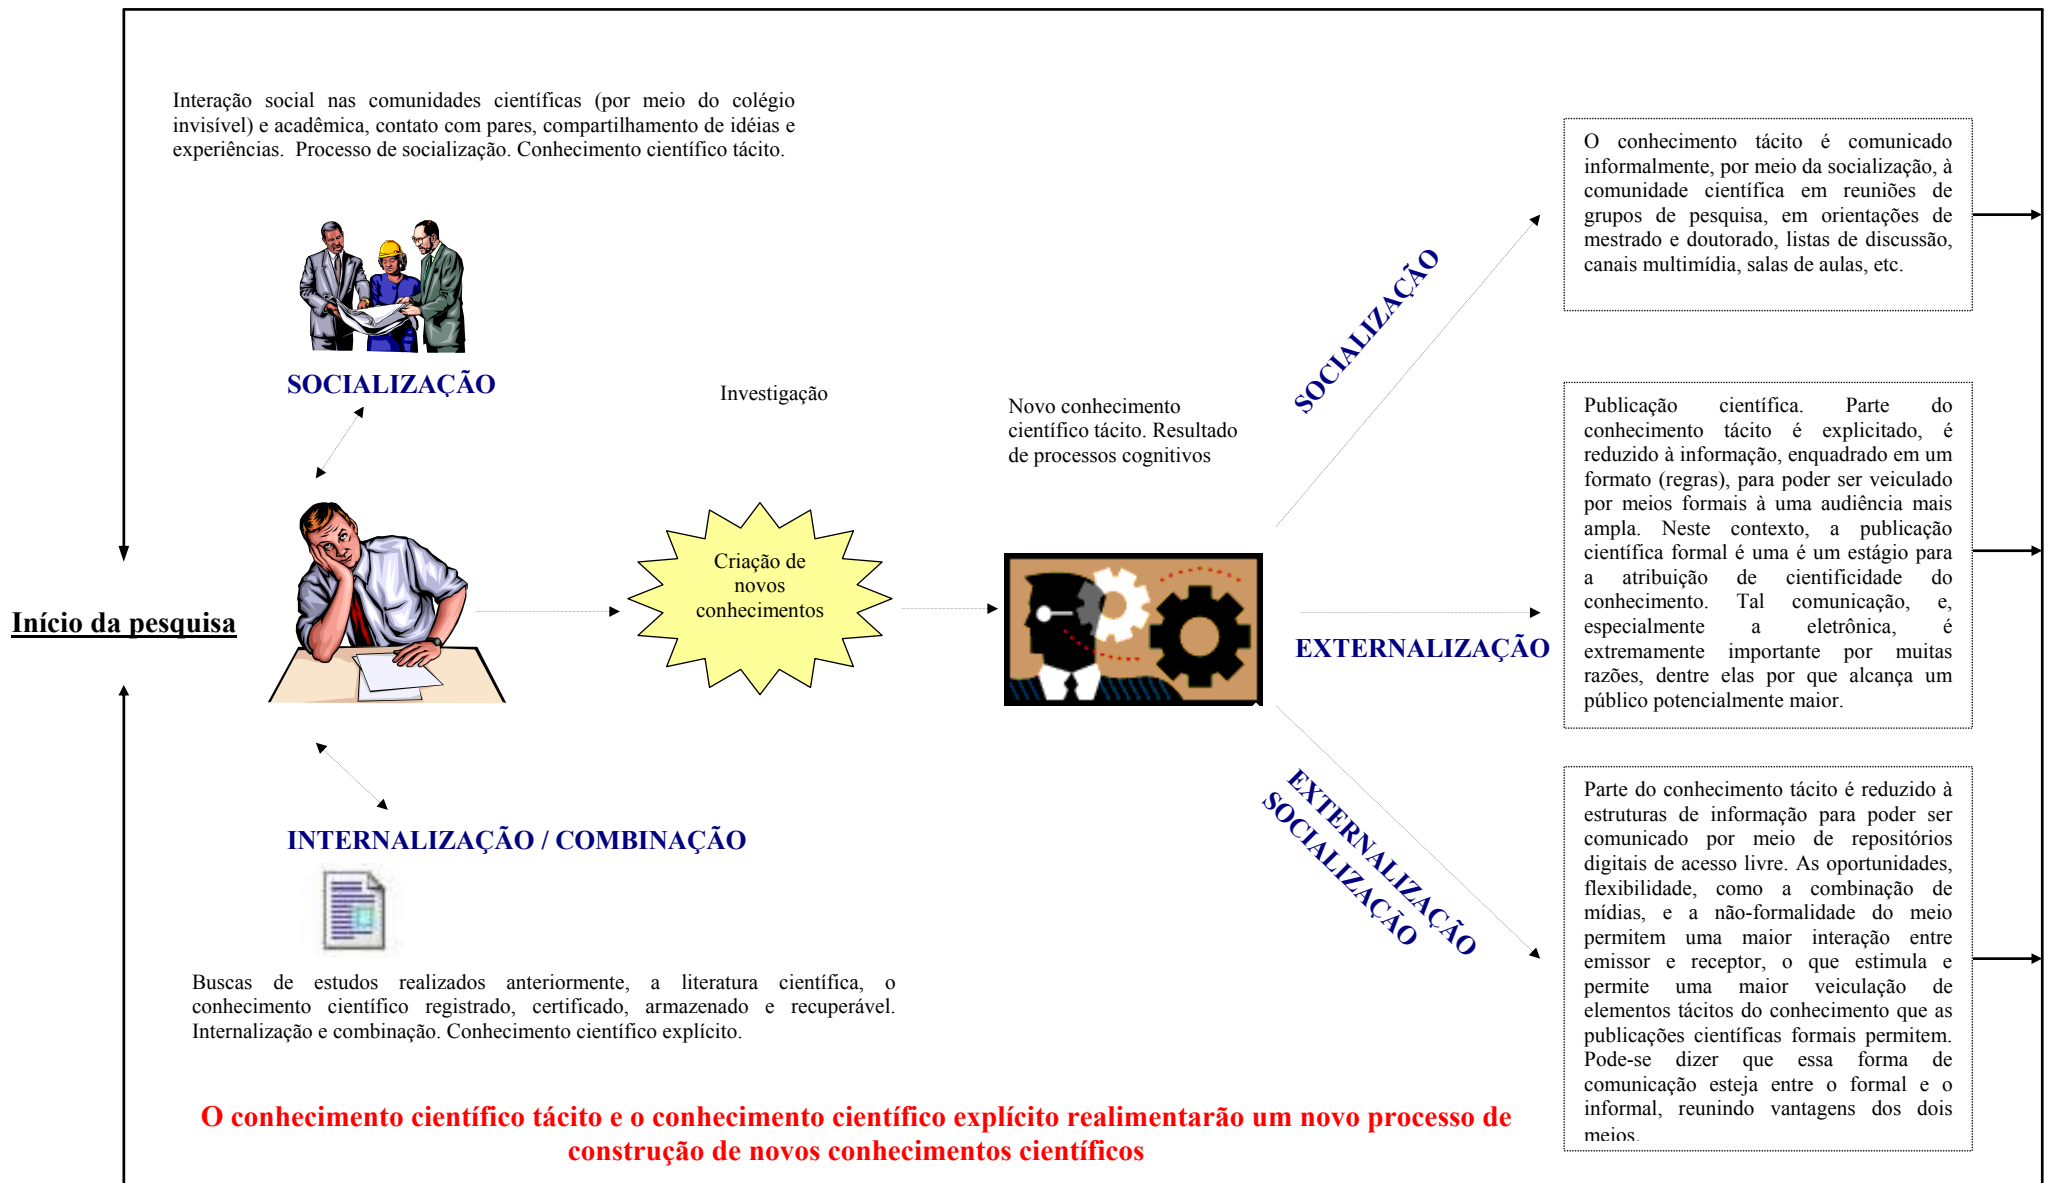 Interação social nas comunidades científicas (por meio do colégio
invisível) e acadêmica, contato com pares, compartilhamento de idéias e
experiências. Processo de socialização. Conhecimento científico tácito.
SOCIALIZAÇÃO
Início da pesquisa
INTERNALIZAÇÃO / COMBINAÇÃO
Buscas de estudos realizados anteriormente, a literatura científica, o
conhecimento científico registrado, certificado, armazenado e recuperável.
Internalização e combinação. Conhecimento científico explícito.
Investigação
Criação de
novos
conhecimentos
Novo conhecimento
científico tácito. Resultado
de processos cognitivos
SOCIALIZAÇÃO
O conhecimento tácito é comunicado
informalmente, por meio da socialização, à
comunidade científica em reuniões de
grupos de pesquisa, em orientações de
mestrado e doutorado, listas de discussão,
canais multimídia, salas de aulas, etc.
EXTERNALIZAÇÃO
Publicação científica. Parte do
conhecimento tácito é explicitado, é
reduzido à informação, enquadrado em um
formato (regras), para poder ser veiculado
por meios formais à uma audiência mais
ampla. Neste contexto, a publicação
científica formal é uma é um estágio para
a atribuição de cientificidade do
conhecimento. Tal comunicação, e,
especialmente a eletrônica, é
extremamente importante por muitas
razões, dentre elas por que alcança um
público potencialmente maior.
EXTERNALIZAÇÃO
SOCIALIZAÇÃO
Parte do conhecimento tácito é reduzido à
estruturas de informação para poder ser
comunicado por meio de repositórios
digitais de acesso livre. As oportunidades,
flexibilidade, como a combinação de
mídias, e a não-formalidade do meio
permitem uma maior interação entre
emissor e receptor, o que estimula e
permite uma maior veiculação de
elementos tácitos do conhecimento que as
publicações científicas formais permitem.
Pode-se dizer que essa forma de
comunicação esteja entre o formal e o
informal, reunindo vantagens dos dois
meios.
O conhecimento científico tácito e o conhecimento científico explícito realimentarão um novo processo de
construção de novos conhecimentos científicos